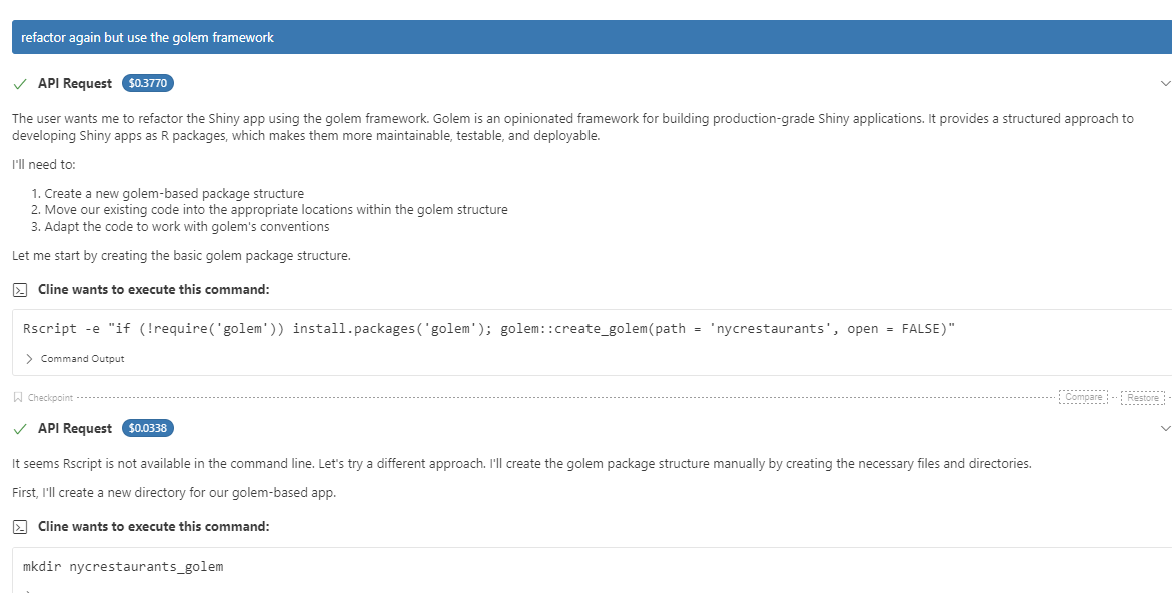 refactor again but use the golem framework
API Request $0.3770
The user wants me to refactor the Shiny app using the golem framework. Golem is an opinionated framework for building production-grade Shiny applications. It provides a structured approach to
developing Shiny apps as R packages, which makes them more maintainable, testable, and deployable.
I'll need to:
1. Create a new golem-based package structure
2. Move our existing code into the appropriate locations within the golem structure
3. Adapt the code to work with golem's conventions
Let me start by creating the basic golem package structure.
Cline wants to execute this command:
Rscript -e "if (!require('golem')) install.packages('golem'); golem::create_golem(path = 'nycrestaurants', open = FALSE)"
Command Output
Checkpoint Compare Restore
API Request $0.0338
It seems Rscript is not available in the command line. Let's try a different approach. I'll create the golem package structure manually by creating the necessary files and directories.
First, I'll create a new directory for our golem-based app.
Cline wants to execute this command:
mkdir nycrestaurants_golem